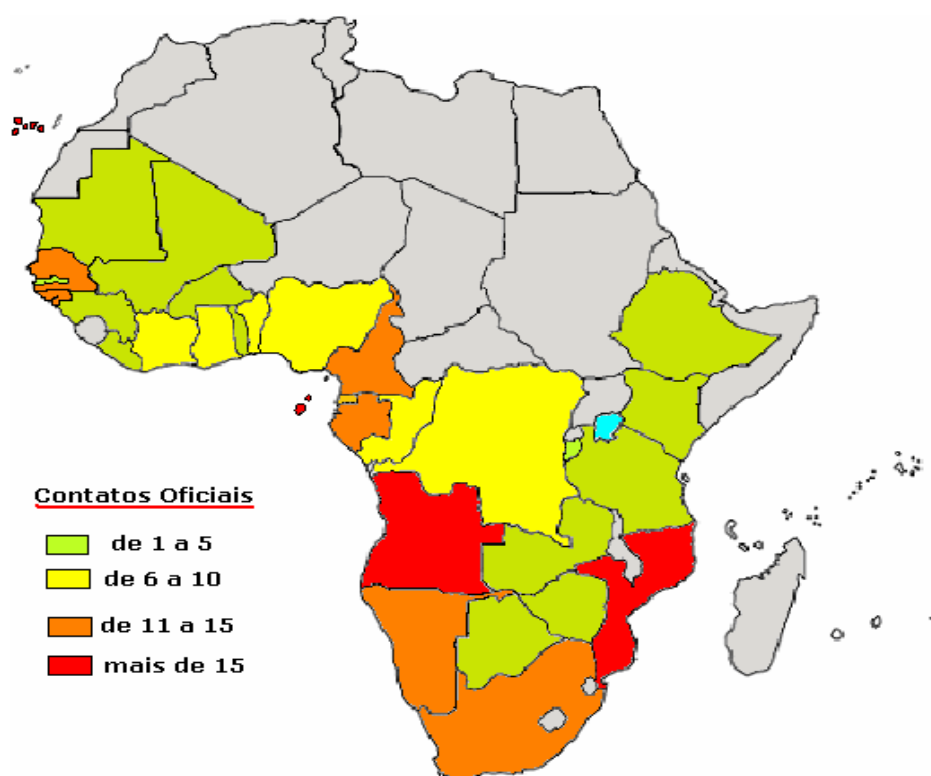 Contatos Oficiais
de 1 a 5
de 6 a 10
de 11 a 15
mais de 15